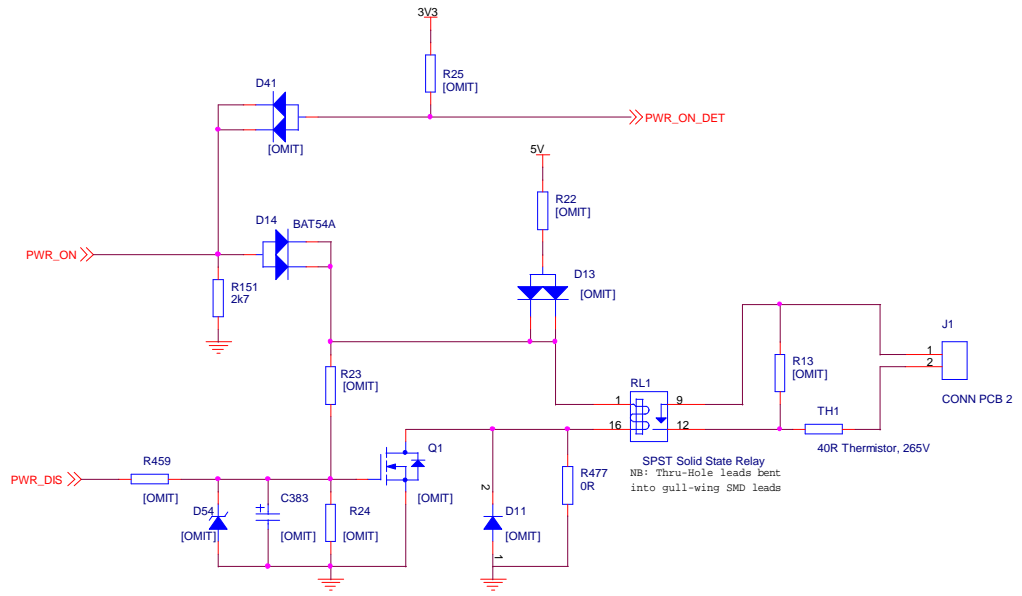 3V3
R25
[OMIT]
D41
[OMIT]
PWR_ON_DET
5V
R22
[OMIT]
D14
BAT54A
PWR_ON
D13
[OMIT]
R151
2k7
J1
1
2
CONN PCB 2
R13
[OMIT]
R23
[OMIT]
RL1
1
9
16
12
TH1
40R Thermistor, 265V
SPST Solid State Relay
NB: Thru-Hole leads bent
into gull-wing SMD leads
Q1
[OMIT]
R459
[OMIT]
PWR_DIS
R477
0R
2
D11
[OMIT]
1
D54
[OMIT]
+
C383
[OMIT]
R24
[OMIT]